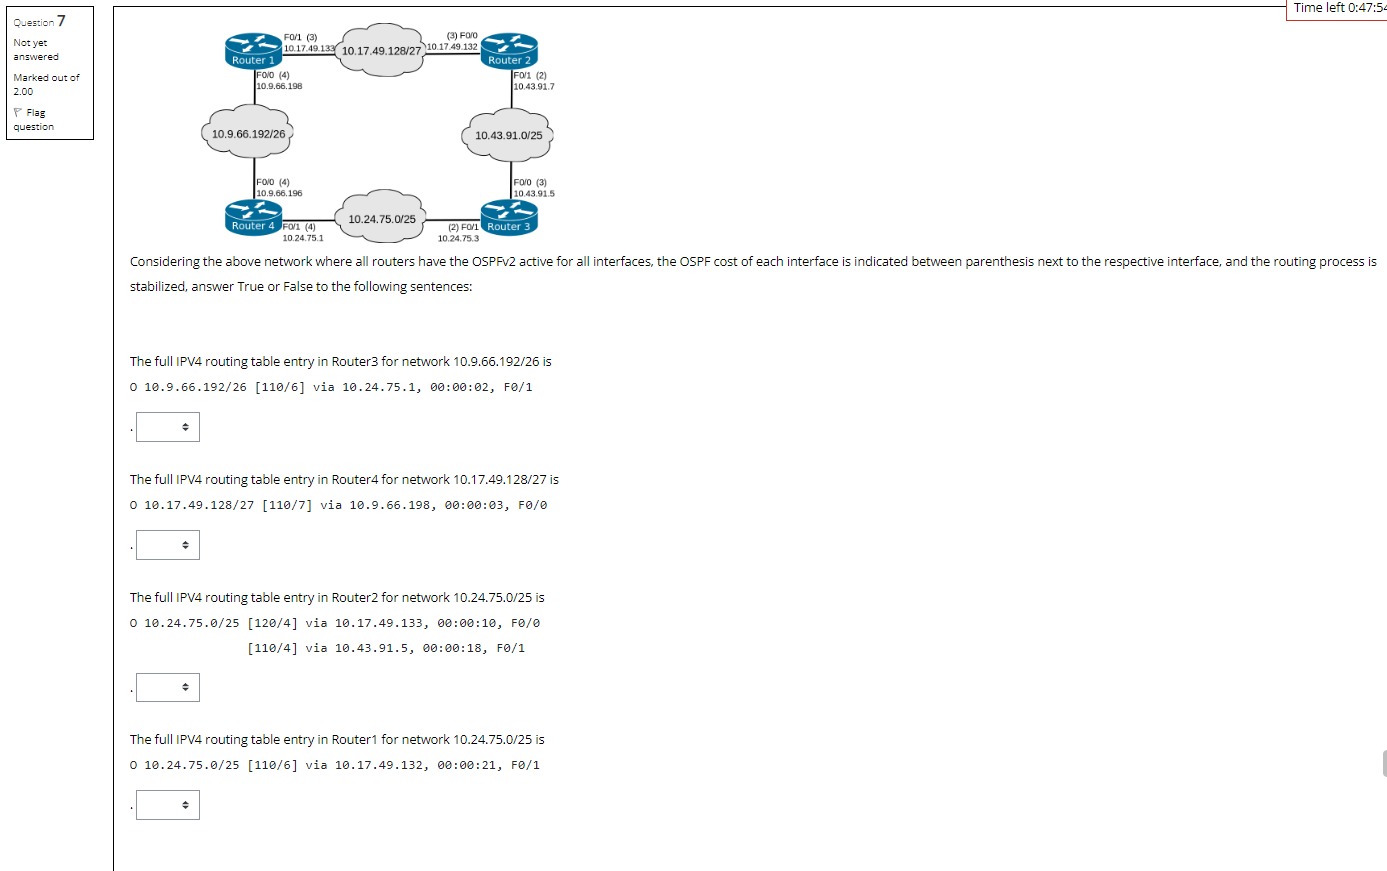 Question 7
Not yet
answered
Marked out of
2.00
Flag
question
Time left 0:47:54
F0/1 (3)
10.17.49.133
10.17.49.128/27
(3) F0/0
10.17.49.132
Router 1
Router 2
F0/0 (4)
10.9.66.198
F0/1 (2)
10.43.91.7
10.9.66.192/26
10.43.91.0/25
F0/0 (4)
10.9.66.196
F0/0 (3)
10.43.91.5
Router 4
F0/1 (4)
10.24.75.1
10.24.75.0/25
(2) F0/1
10.24.75.3
Router 3
Considering the above network where all routers have the OSPFv2 active for all interfaces, the OSPF cost of each interface is indicated between parenthesis next to the respective interface, and the routing process is
stabilized, answer True or False to the following sentences:
The full IPV4 routing table entry in Router3 for network 10.9.66.192/26 is
O 10.9.66.192/26 [110/6] via 10.24.75.1, 00:00:02, F0/1
.
The full IPV4 routing table entry in Router4 for network 10.17.49.128/27 is
O 10.17.49.128/27 [110/7] via 10.9.66.198, 00:00:03, F0/0
.
The full IPV4 routing table entry in Router2 for network 10.24.75.0/25 is
O 10.24.75.0/25 [120/4] via 10.17.49.133, 00:00:10, F0/0
[110/4] via 10.43.91.5, 00:00:18, F0/1
.
The full IPV4 routing table entry in Router1 for network 10.24.75.0/25 is
O 10.24.75.0/25 [110/6] via 10.17.49.132, 00:00:21, F0/1
.